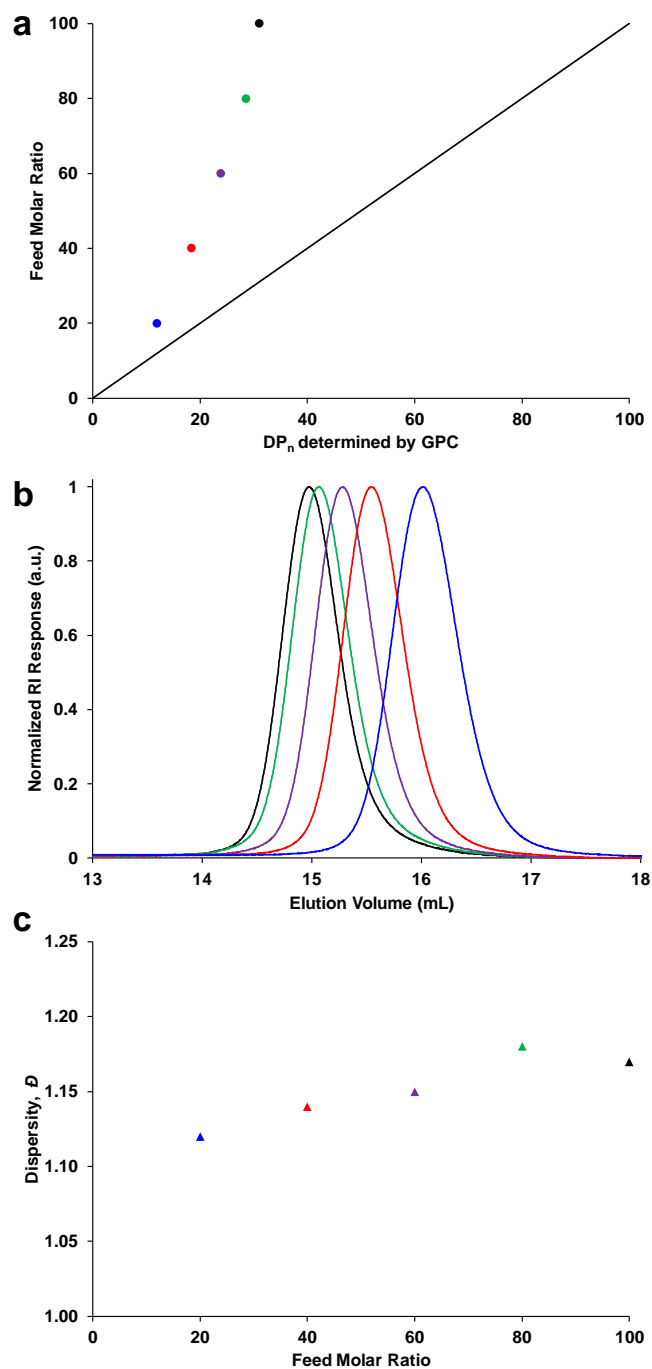 a
100
80
60
40
20
0
Feed Molar Ratio
0 20 40 60 80 100
DPn determined by GPC
b
1
0.8
0.6
0.4
0.2
0
Normalized RI Response (a.u.)
13 14 15 16 17 18
Elution Volume (mL)
c
1.25
1.20
1.15
1.10
1.05
1.00
Dispersity, Đ
0 20 40 60 80 100
Feed Molar Ratio